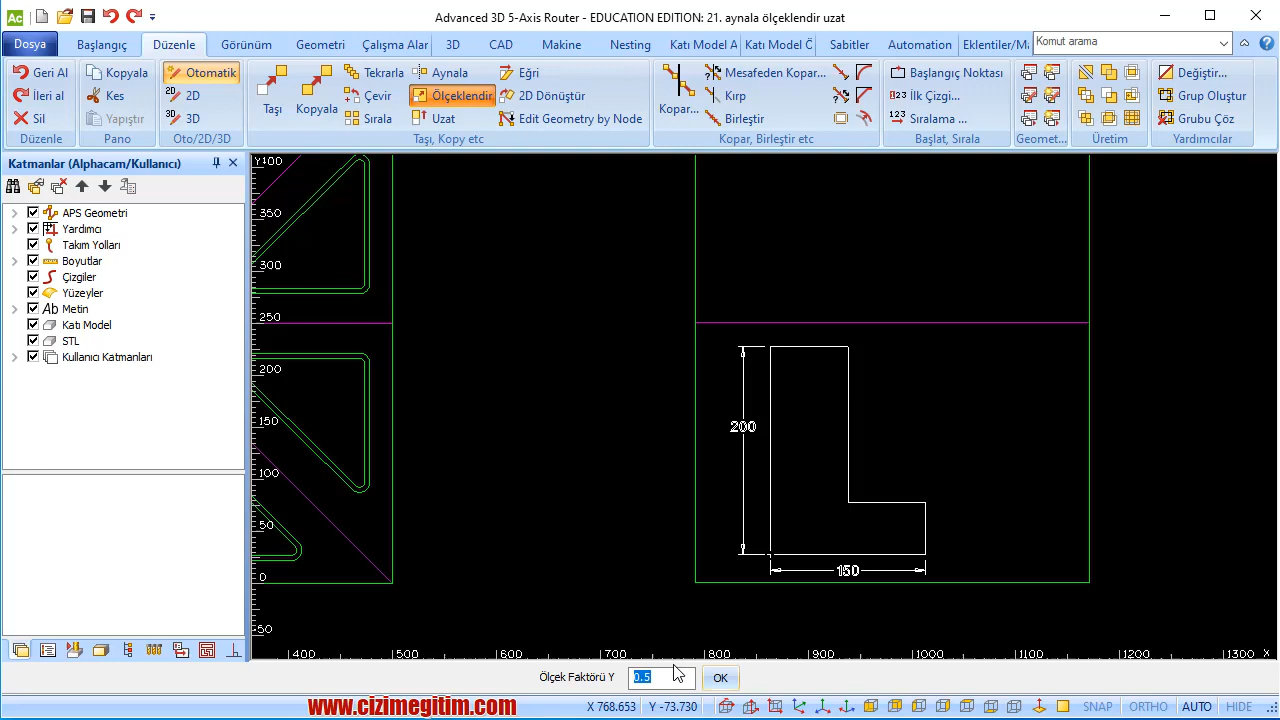 Advanced 3D 5-Axis Router - EDUCATION EDITION: 21. aynala ölçeklendir uzat
Dosya Başlangıç Düzenle Görünüm Geometri Çalışma Alar 3D CAD Makine Nesting Katı Model A Katı Model Ö Sabitler Automation Eklentiler/M Komut arama
Geri Al Kopyala Otomatik Tekrarla Aynala Eğri Mesafeden Kopar... Başlangıç Noktası Değiştir...
İleri al Kes 2D Taşı Kopyala Çevir Ölçeklendir 2D Dönüştür Kopar... Kırp İlk Çizgi... Grup Oluştur
Sil Yapıştır 3D Sırala Uzat Edit Geometry by Node Birleştir Sıralama ... Grubu Çöz
Düzenle Pano Oto/2D/3D Taşı, Kopy etc Kopar, Birleştir etc Başlat, Sırala Geomet... Üretim Yardımcılar
Katmanlar (Alphacam/Kullanıcı)
APS Geometri
Yardımcı
Takım Yolları
Boyutlar
Çizgiler
Yüzeyler
Metin
Katı Model
STL
Kullanıcı Katmanları
Y400
350
300
250
200
150
100
50
0
50
200
150
400 500 600 700 800 900 1000 1100 1200 1300 X
Ölçek Faktörü Y 0.5 OK
www.cizimegitim.com X 768.653 Y -73.730 SNAP ORTHO AUTO HIDE